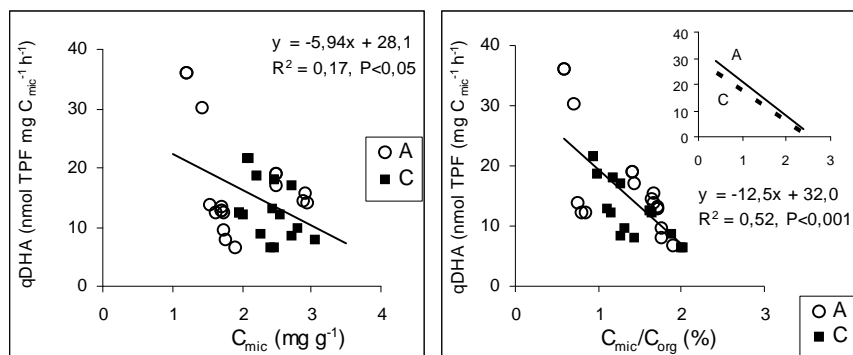 y = -5,94x + 28,1
R² = 0,17, P<0,05
qDHA (nmol TPF mg C_mic⁻¹ h⁻¹)
40
30
20
10
0
0 1 2 3 4
C_mic (mg g⁻¹)
A
C
qDHA (nmol TPF (mg C_mic⁻¹ h⁻¹)
40
30
20
10
0
0 1 2 3
C_mic/C_org (%)
40
30
20
10
0
0 1 2 3
A
C
y = -12,5x + 32,0
R² = 0,52, P<0,001
A
C